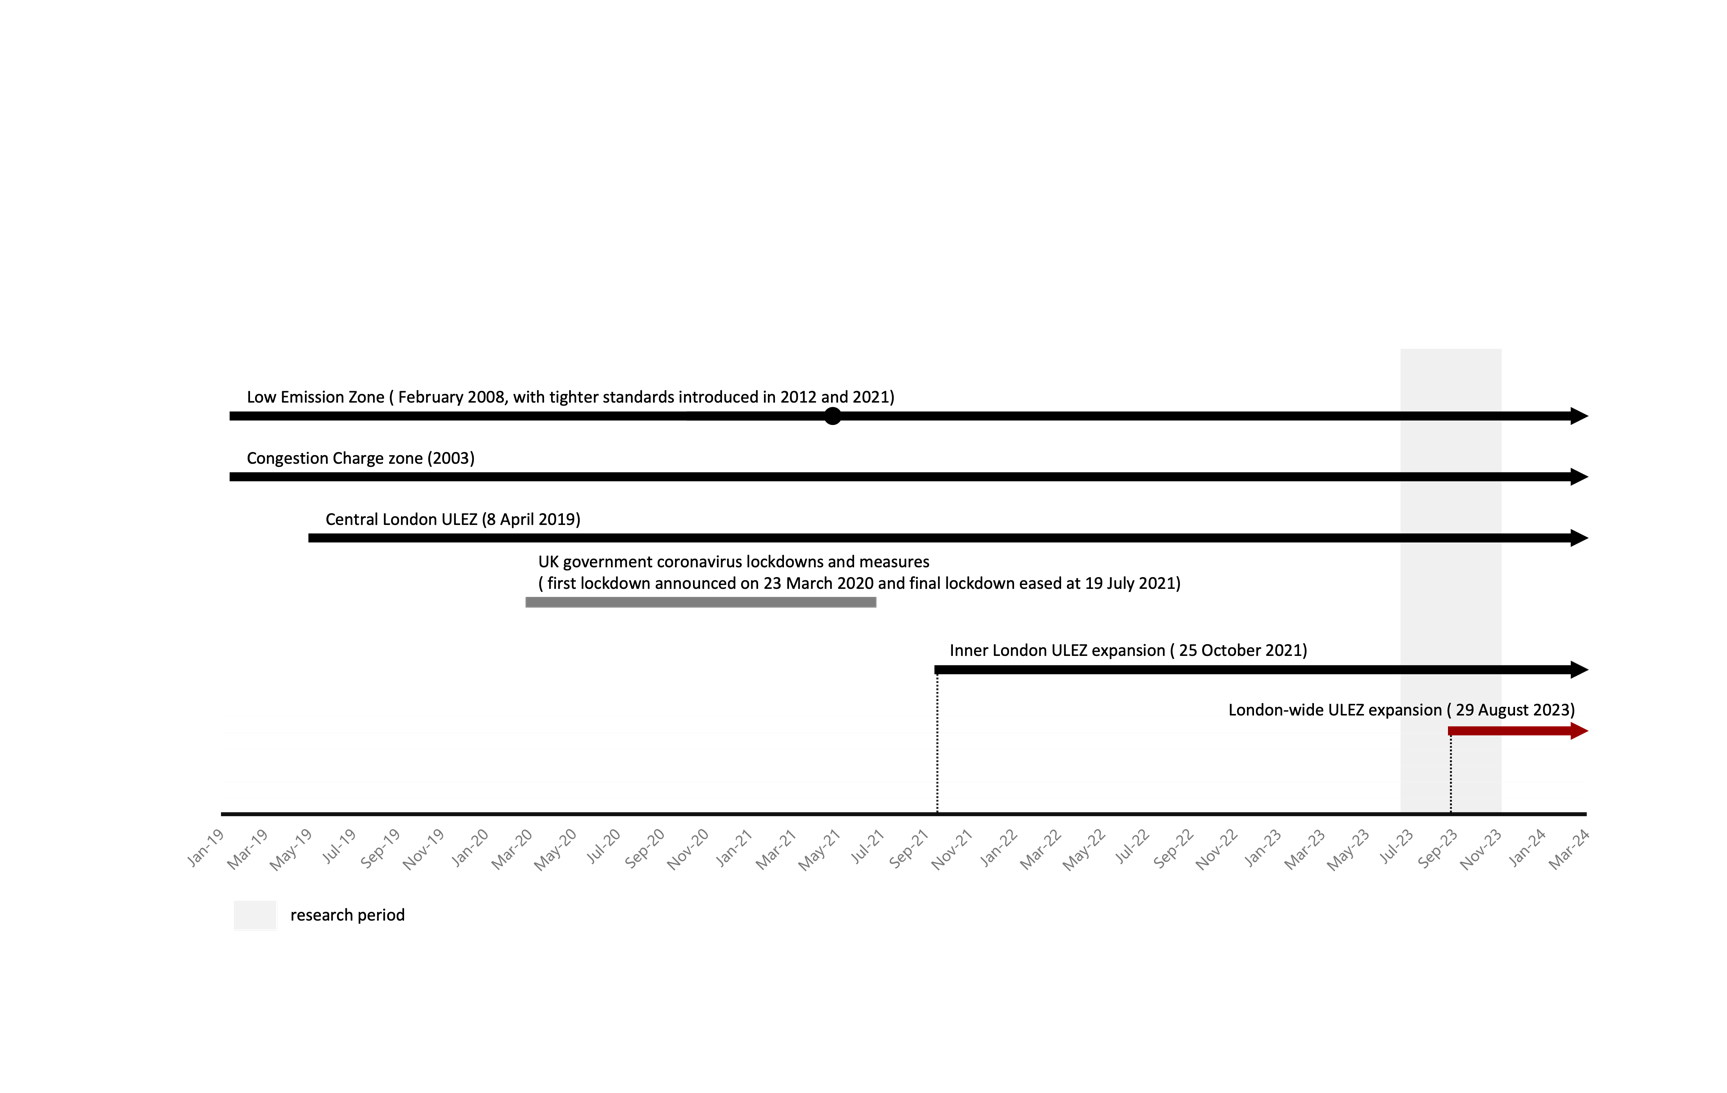 Low Emission Zone ( February 2008, with tighter standards introduced in 2012 and 2021)
Congestion Charge zone (2003)
Central London ULEZ (8 April 2019)
UK government coronavirus lockdowns and measures
( first lockdown announced on 23 March 2020 and final lockdown eased at 19 July 2021)
Inner London ULEZ expansion ( 25 October 2021)
London-wide ULEZ expansion ( 29 August 2023)
Jan-19 Mar-19 May-19 Jul-19 Sep-19 Nov-19 Jan-20 Mar-20 May-20 Jul-20 Sep-20 Nov-20 Jan-21 Mar-21 May-21 Jul-21 Sep-21 Nov-21 Jan-22 Mar-22 May-22 Jul-22 Sep-22 Nov-22 Jan-23 Mar-23 May-23 Jul-23 Sep-23 Nov-23 Jan-24 Mar-24
research period